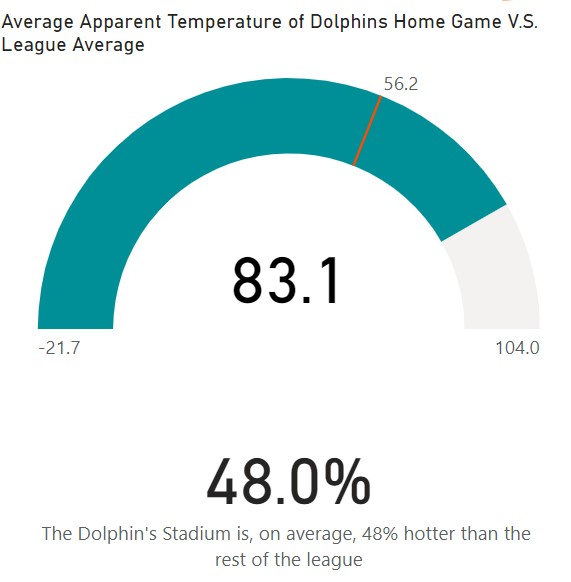 Average Apparent Temperature of Dolphins Home Game V.S.
League Average
56.2
83.1
-21.7
104.0
48.0%
The Dolphin's Stadium is, on average, 48% hotter than the
rest of the league